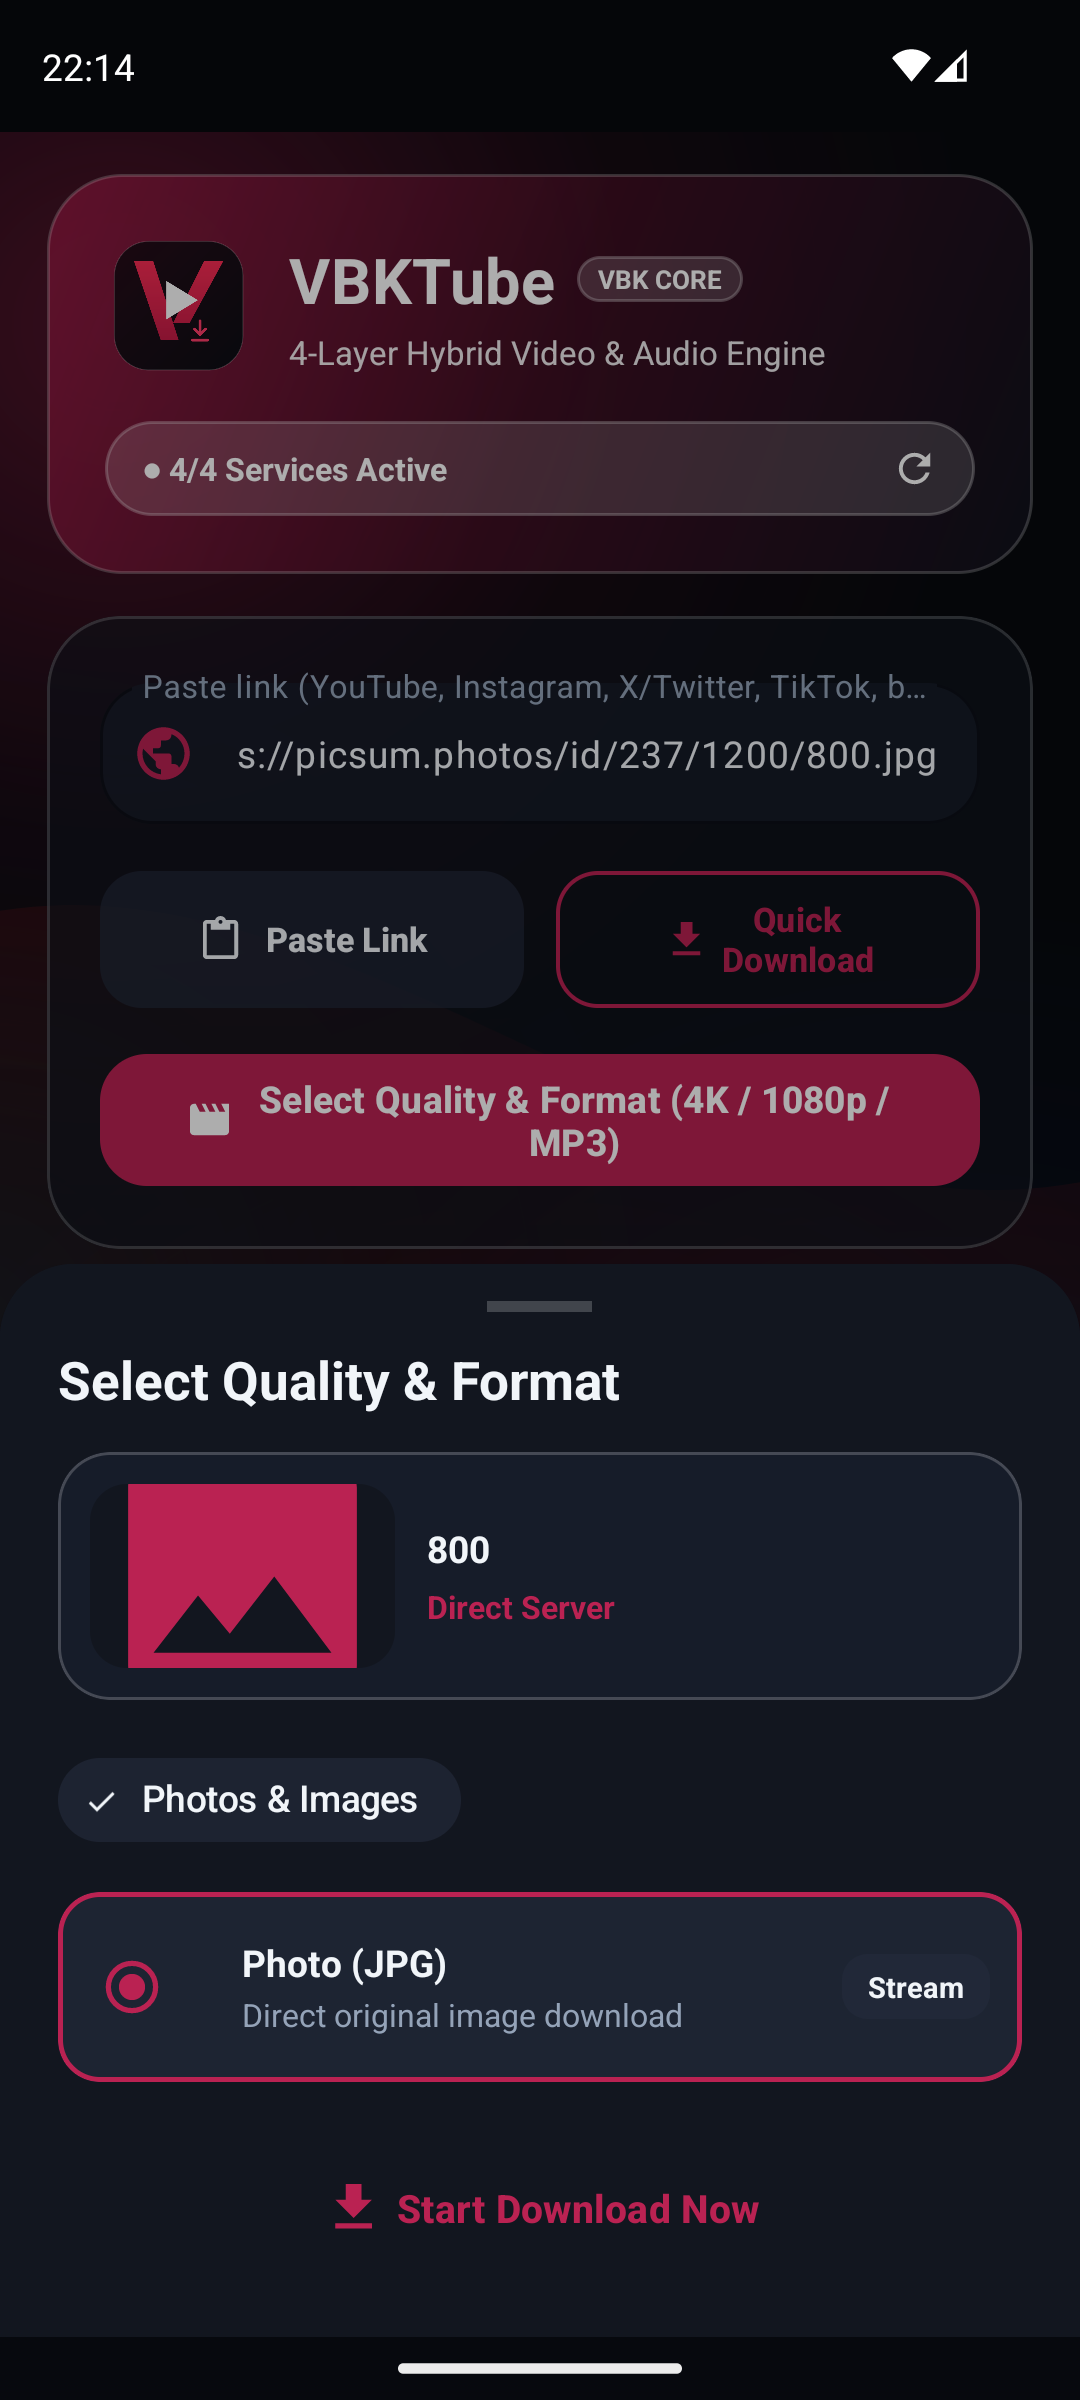 22:14
VBKTube
VBK CORE
4-Layer Hybrid Video & Audio Engine
4/4 Services Active
Paste link (YouTube, Instagram, X/Twitter, TikTok, b...
s://picsum.photos/id/237/1200/800.jpg
Paste Link
Quick
Download
Select Quality & Format (4K / 1080p /
MP3)
Select Quality & Format
800
Direct Server
Photos & Images
Photo (JPG)
Direct original image download
Stream
Start Download Now